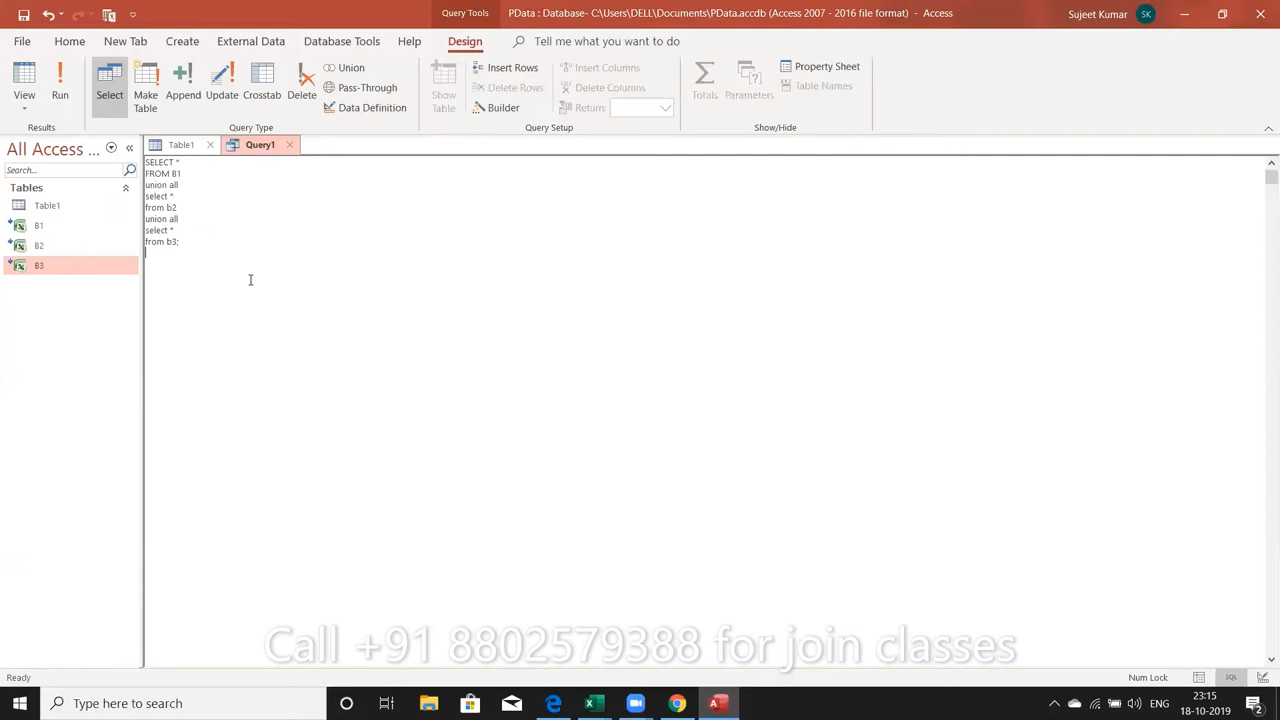 Query Tools
PData : Database- C:\Users\DELL\Documents\PData.accdb (Access 2007 - 2016 file format) - Access
Sujeet Kumar
SK
File
Home
New Tab
Create
External Data
Database Tools
Help
Design
Tell me what you want to do
View
Run
Select
Make Table
Append
Update
Crosstab
Delete
Union
Pass-Through
Data Definition
Show Table
Insert Rows
Delete Rows
Builder
Insert Columns
Delete Columns
Return:
Totals
Parameters
Property Sheet
Table Names
Results
Query Type
Query Setup
Show/Hide
All Access ...
Search...
Tables
Table1
B1
B2
B3
Table1
Query1
SELECT *
FROM B1
union all
select *
from b2
union all
select *
from b3;
Call +91 8802579388 for join classes
Ready
Num Lock
SQL
Type here to search
ENG
23:15
18-10-2019
2